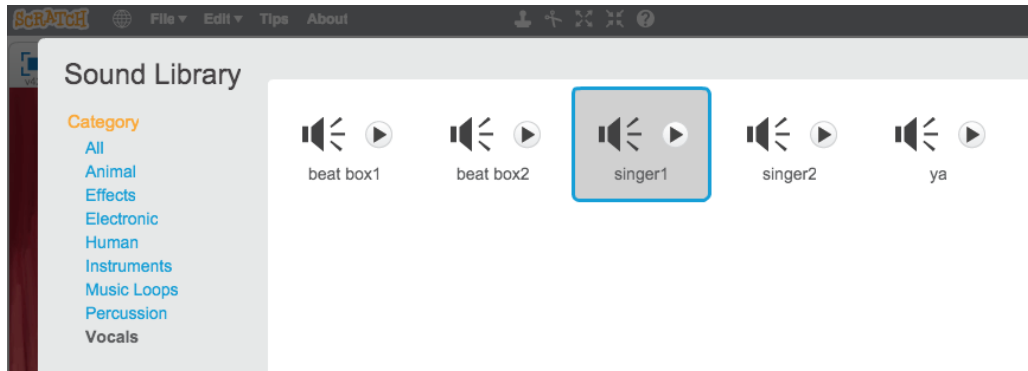 SCRATCH File Edit Tips About
Sound Library
Category
All
Animal
Effects
Electronic
Human
Instruments
Music Loops
Percussion
Vocals
beat box1 beat box2 singer1 singer2 ya